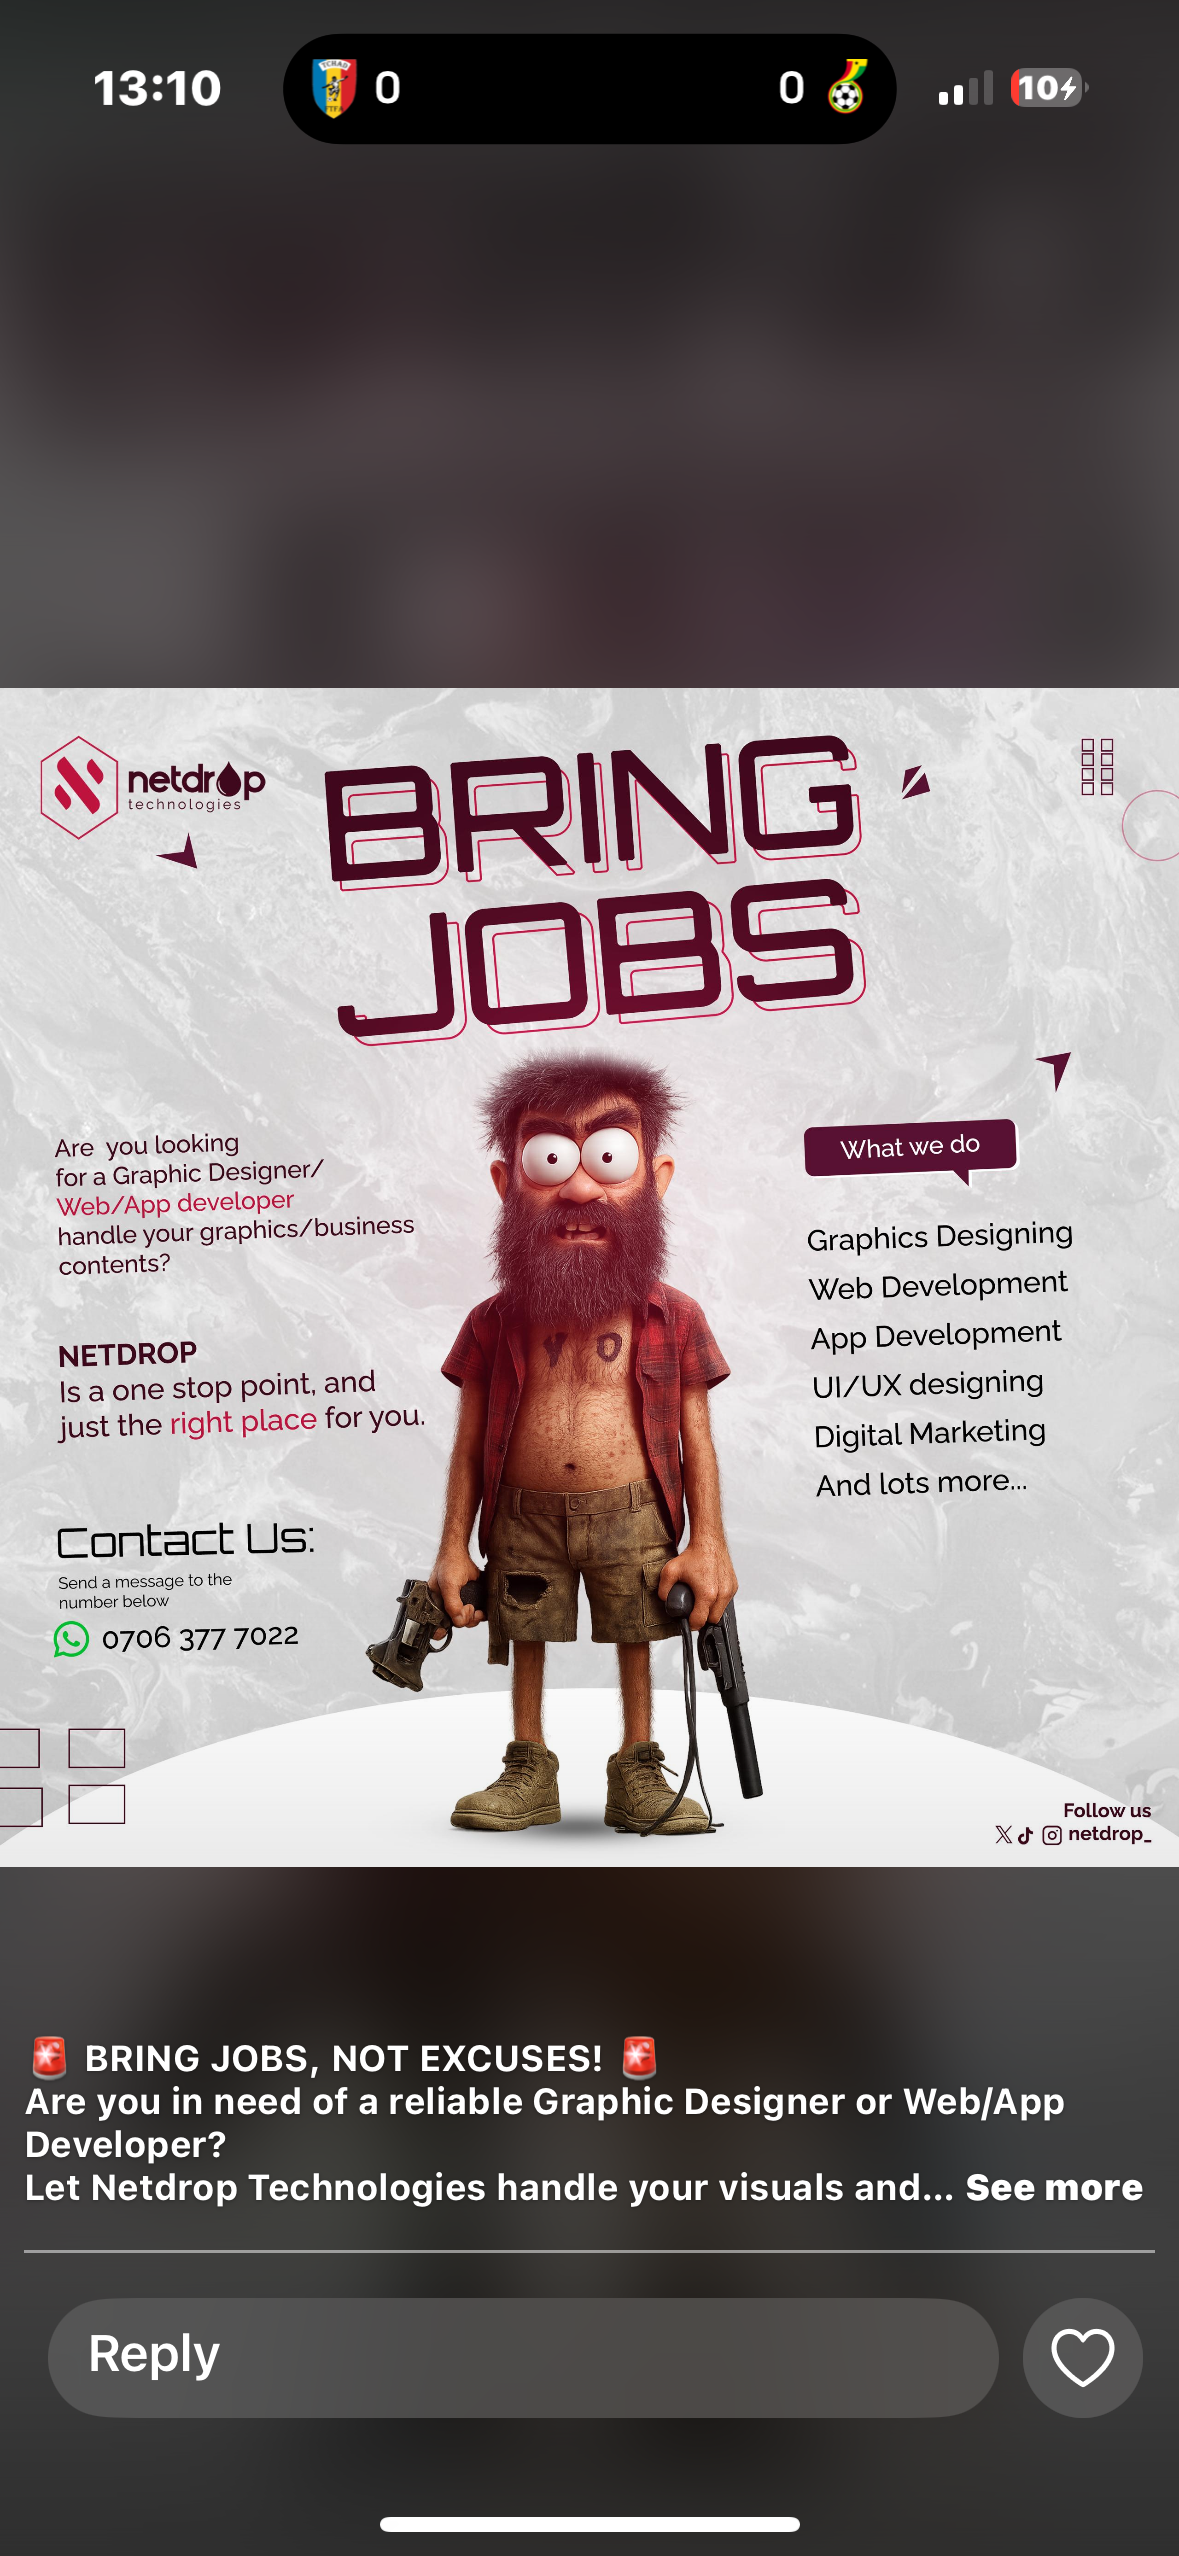 13:10
TCHAD
0
0
10
netdrop
technologies
BRING
JOBS
Are you looking
for a Graphic Designer/
Web/App developer
handle your graphics/business
contents?
NETDROP
Is a one stop point, and
just the right place for you.
Contact Us:
Send a message to the
number below
0706 377 7022
Y O
What we do
Graphics Designing
Web Development
App Development
UI/UX designing
Digital Marketing
And lots more...
Follow us
netdrop_
🚨 BRING JOBS, NOT EXCUSES! 🚨
Are you in need of a reliable Graphic Designer or Web/App
Developer?
Let Netdrop Technologies handle your visuals and... See more
Reply